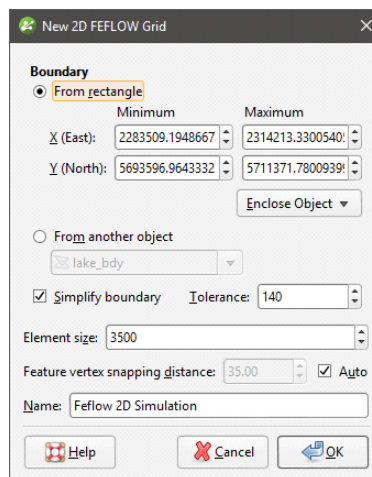 New 2D FEFLOW Grid
Boundary
From rectangle
Minimum Maximum
X (East): 2283509.1948667 2314213.3300540
Y (North): 5693596.9643332 5711371.7800939
Enclose Object
From another object
lake_bdy
Simplify boundary Tolerance: 140
Element size: 3500
Feature vertex snapping distance: 35.00 Auto
Name: Feflow 2D Simulation
Help Cancel OK